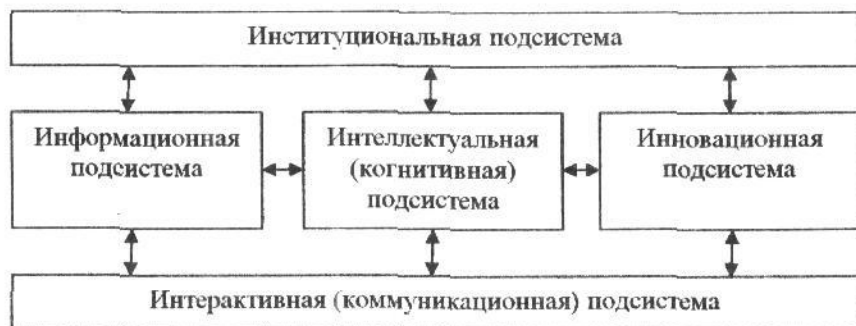 Институциональная подсистема
Информационная
подсистема
Интеллектуальная
(когнитивная)
подсистема
Инновационная
подсистема
Интерактивная (коммуникационная) подсистема